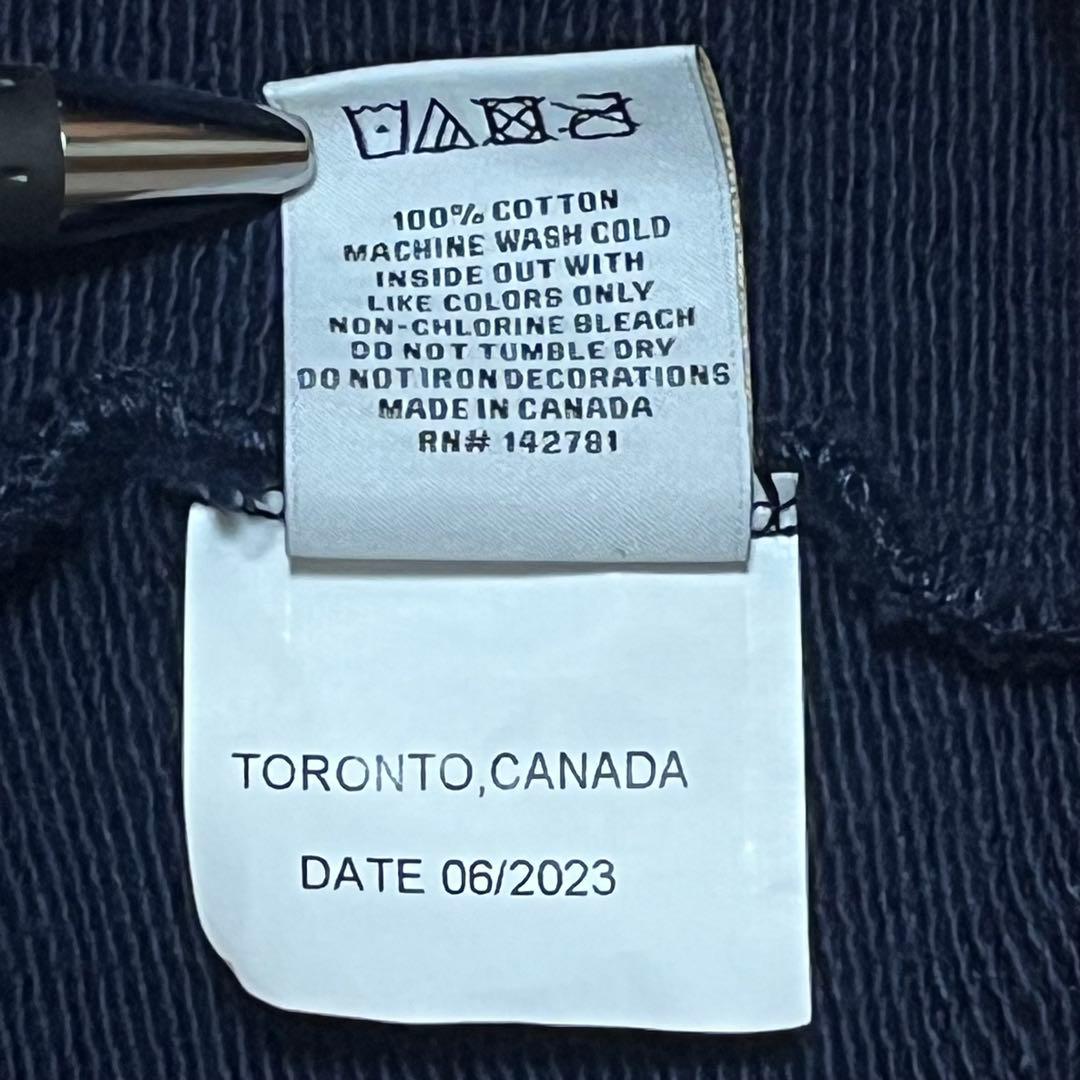 100% COTTON
MACHINE WASH COLD
INSIDE OUT WITH
LIKE COLORS ONLY
NON-CHLORINE BLEACH
DO NOT TUMBLE DRY
DO NOT IRON DECORATIONS
MADE IN CANADA
RN# 142781
TORONTO,CANADA
DATE 06/2023